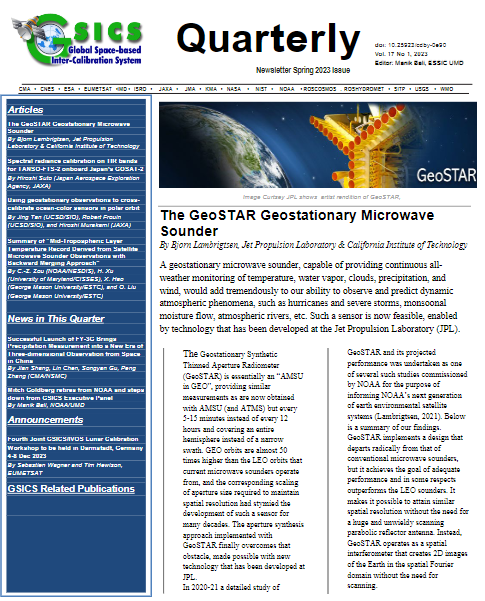 GSICS
Global Space-based
Inter-Calibration System
Quarterly
Newsletter Spring 2023 Issue
doi: 10.25923/cdby-0e90
Vol. 17 No 1, 2023
Editor: Manik Bali, ESSIC UMD
CMA • CNES • ESA • EUMETSAT •IMD• ISRO • JAXA • JMA • KMA • NASA • NIST • NOAA •ROSCOSMOS . ROSHYDROMET • SITP • USGS • WMO
Articles
The GeoSTAR Geostationary Microwave
Sounder
By Bjorn Lambrigtsen, Jet Propulsion
Laboratory & California Institute of Technology
Spectral radiance calibration on TIR bands
for TANSO-FTS-2 onboard Japan's GOSAT-2
By Hiroshi Suto (Japan Aerospace Exploration
Agency, JAXA)
Using geostationary observations to cross-
calibrate ocean-color sensors in polar orbit
By Jing Tan (UCSD/SIO), Robert Frouin
(UCSD/SIO), and Hiroshi Murakami (JAXA)
Summary of "Mid-Tropospheric Layer
Temperature Record Derived from Satellite
Microwave Sounder Observations with
Backward Merging Approach"
By C.-Z. Zou (NOAA/NESDIS), H. Xu
(University of Maryland/CISSES), X. Hao
(George Mason University/ESTC), and Q. Liu
(George Mason University/ESTC)
News in This Quarter
Successful Launch of FY-3G Brings
Precipitation Measurement into a New Era of
Three-dimensional Observation from Space
in China
By Jian Shang, Lin Chen, Songyan Gu, Peng
Zhang (CMA/NSMC)
Mitch Goldberg retires from NOAA and steps
down from GSICS Executive Panel
By Manik Bali, NOAA/UMD
Announcements
Fourth Joint GSICS/IVOS Lunar Calibration
Workshop to be held in Darmstadt, Germany
4-8 Dec 2023
By Sebastien Wagner and Tim Hewison,
EUMETSAT
GSICS Related Publications
GeoSTAR
Image Curtsey JPL shows artist rendition of GeoSTAR,
The GeoSTAR Geostationary Microwave
Sounder
By Bjorn Lambrigtsen, Jet Propulsion Laboratory & California Institute of Technology
A geostationary microwave sounder, capable of providing continuous all-
weather monitoring of temperature, water vapor, clouds, precipitation, and
wind, would add tremendously to our ability to observe and predict dynamic
atmospheric phenomena, such as hurricanes and severe storms, monsoonal
moisture flow, atmospheric rivers, etc. Such a sensor is now feasible, enabled
by technology that has been developed at the Jet Propulsion Laboratory (JPL).
The Geostationary Synthetic
Thinned Aperture Radiometer
(GeoSTAR) is essentially an "AMSU
in GEO", providing similar
measurements as are now obtained
with AMSU (and ATMS) but every
5-15 minutes instead of every 12
hours and covering an entire
hemisphere instead of a narrow
swath. GEO orbits are almost 50
times higher than the LEO orbits that
current microwave sounders operate
from, and the corresponding scaling
of aperture size required to maintain
spatial resolution had stymied the
development of such a sensor for
many decades. The aperture synthesis
approach implemented with
GeoSTAR finally overcomes that
obstacle, made possible with new
technology that has been developed at
JPL.
In 2020-21 a detailed study of
GeoSTAR and its projected
performance was undertaken as one
of several such studies commissioned
by NOAA for the purpose of
informing NOAA's next generation
of earth environmental satellite
systems (Lambrigtsen, 2021). Below
is a summary of our findings.
GeoSTAR implements a design that
departs radically from that of
conventional microwave sounders,
but it achieves the goal of adequate
performance and in some respects
outperforms the LEO sounders. It
makes it possible to attain similar
spatial resolution without the need for
a huge and unwieldy scanning
parabolic reflector antenna. Instead,
GeoSTAR operates as a spatial
interferometer that creates 2D images
of the Earth in the spatial Fourier
domain without the need for
scanning.